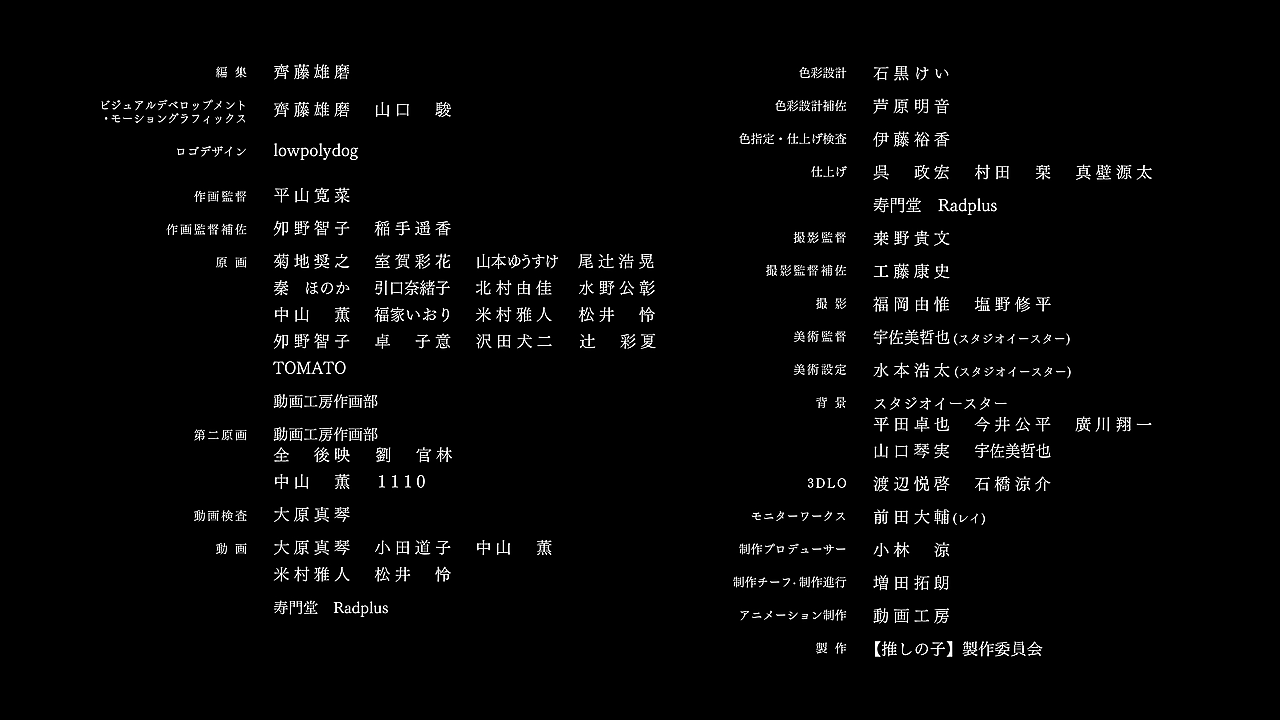 編集 齊藤雄磨
ビジュアルデベロップメント
・モーショングラフィックス 齊藤雄磨 山口 駿
ロゴデザイン lowpolydog
作画監督 平山寛菜
作画監督補佐 夘野智子 稲手遥香
原画 菊地奨之 室賀彩花 山本ゆうすけ 尾辻浩晃
秦 ほのか 引口奈緒子 北村由佳 水野公彰
中山 薫 福家いおり 米村雅人 松井 怜
夘野智子 卓 子意 沢田犬二 辻 彩夏
TOMATO
動画工房作画部
第二原画 動画工房作画部
全 後映 劉 官林
中山 薫 1110
動画検査 大原真琴
動画 大原真琴 小田道子 中山 薫
米村雅人 松井 怜
寿門堂 Radplus
色彩設計 石黒けい
色彩設計補佐 芦原明音
色指定・仕上げ検査 伊藤裕香
仕上げ 呉 政宏 村田 栞 真壁源太
寿門堂 Radplus
撮影監督 桒野貴文
撮影監督補佐 工藤康史
撮影 福岡由惟 塩野修平
美術監督 宇佐美哲也(スタジオイースター)
美術設定 水本浩太(スタジオイースター)
背景 スタジオイースター
平田卓也 今井公平 廣川翔一
山口琴実 宇佐美哲也
3DLO 渡辺悦啓 石橋涼介
モニターワークス 前田大輔(レイ)
制作プロデューサー 小林 涼
制作チーフ・制作進行 増田拓朗
アニメーション制作 動画工房
製作 【推しの子】製作委員会